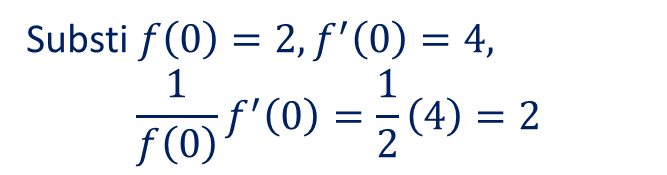 Substi f(0) = 2, f′(0) = 4,
1/f(0) f′(0) = 1/2 (4) = 2